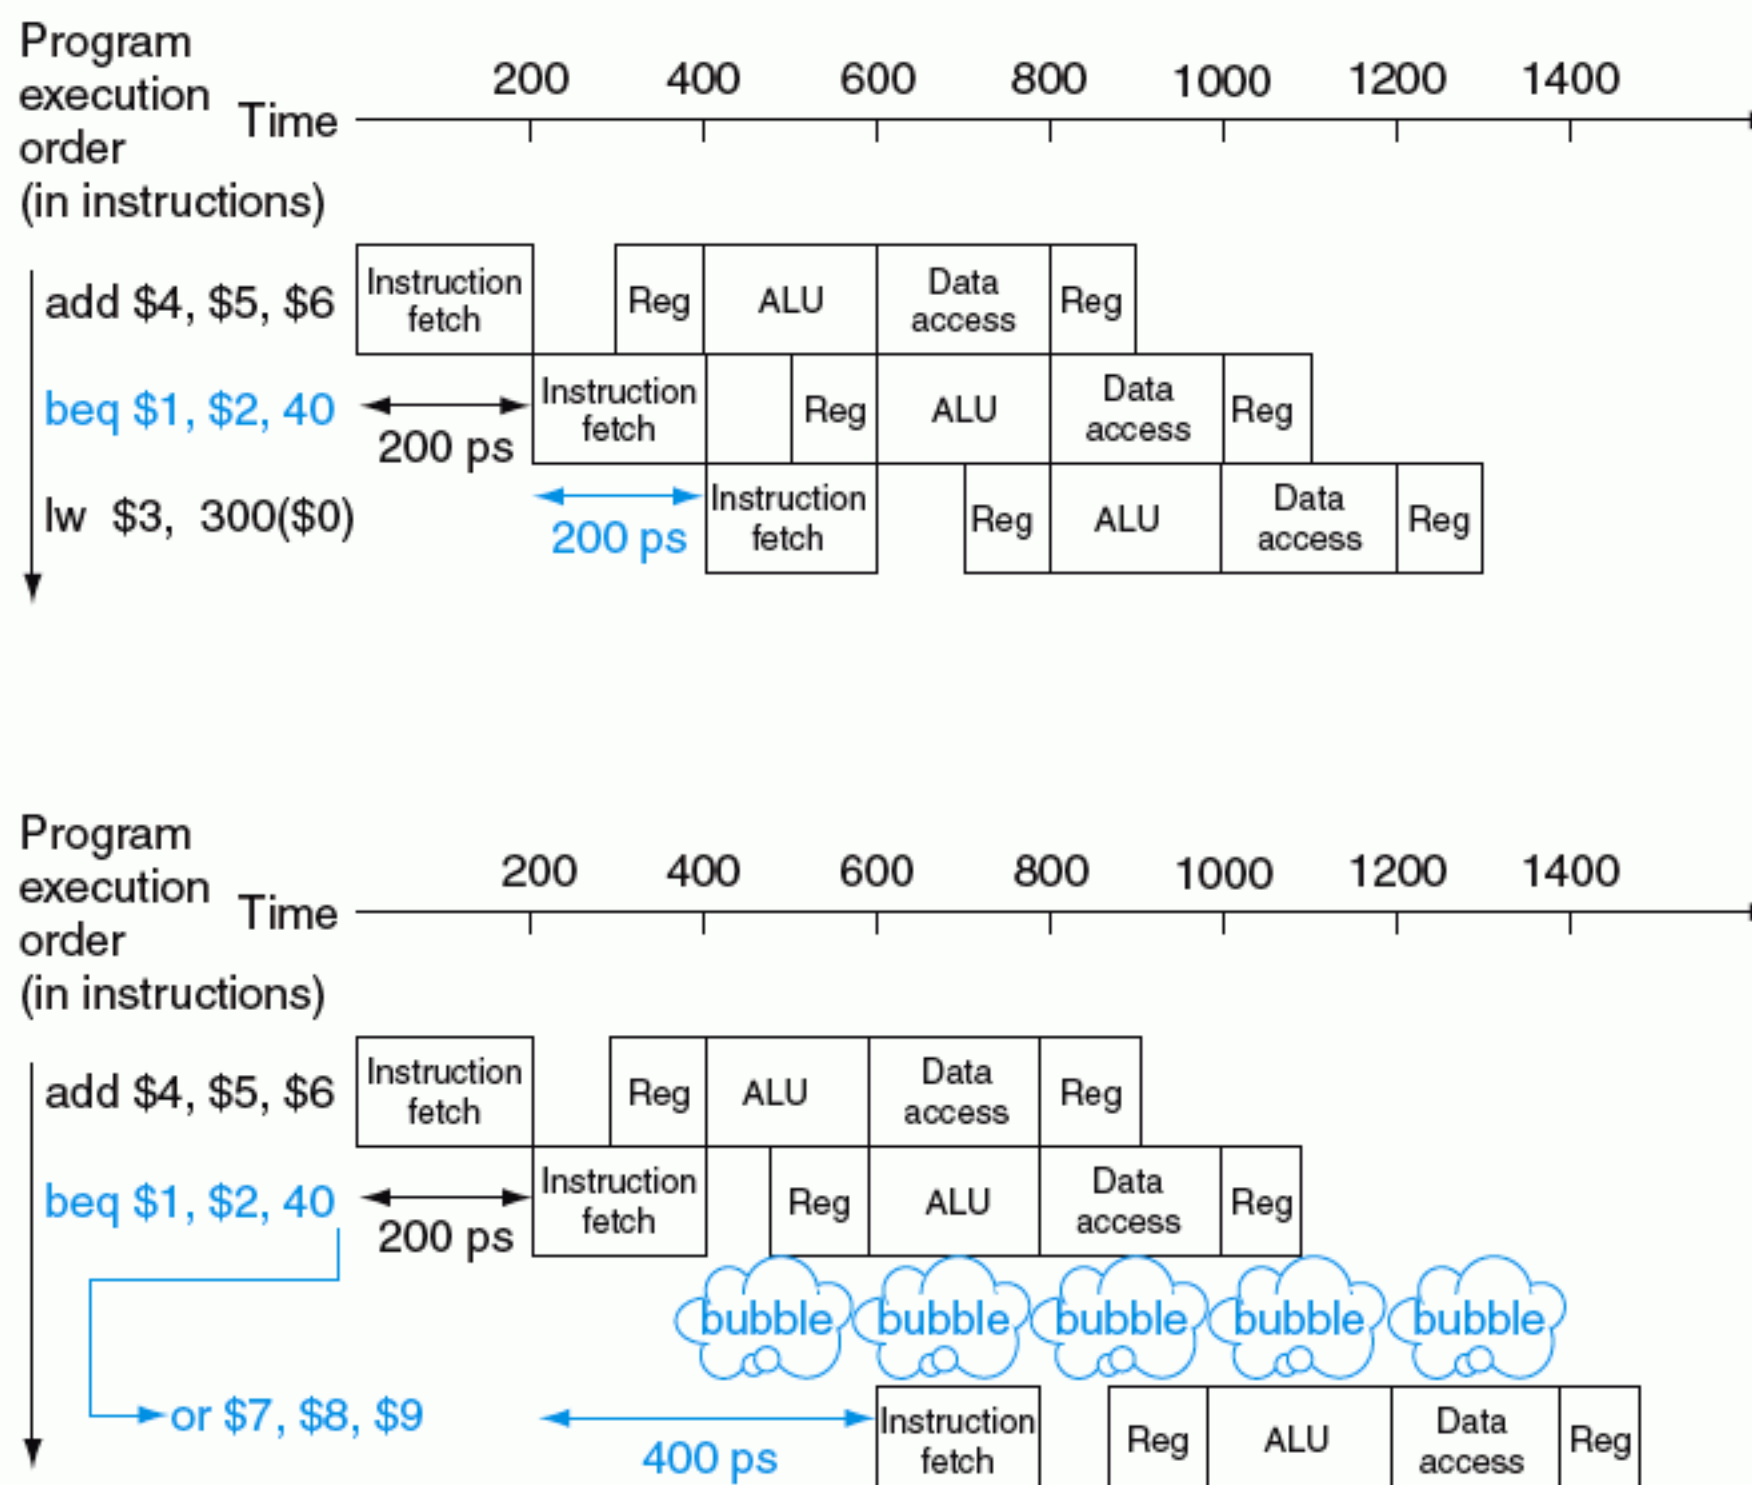 Program
execution
order
(in instructions)
Time
200 400 600 800 1000 1200 1400
add $4, $5, $6
Instruction
fetch
Reg
ALU
Data
access
Reg
beq $1, $2, 40
200 ps
Instruction
fetch
Reg
ALU
Data
access
Reg
lw $3, 300($0)
200 ps
Instruction
fetch
Reg
ALU
Data
access
Reg
Program
execution
order
(in instructions)
Time
200 400 600 800 1000 1200 1400
add $4, $5, $6
Instruction
fetch
Reg
ALU
Data
access
Reg
beq $1, $2, 40
200 ps
Instruction
fetch
Reg
ALU
Data
access
Reg
bubble bubble bubble bubble bubble
or $7, $8, $9
400 ps
Instruction
fetch
Reg
ALU
Data
access
Reg